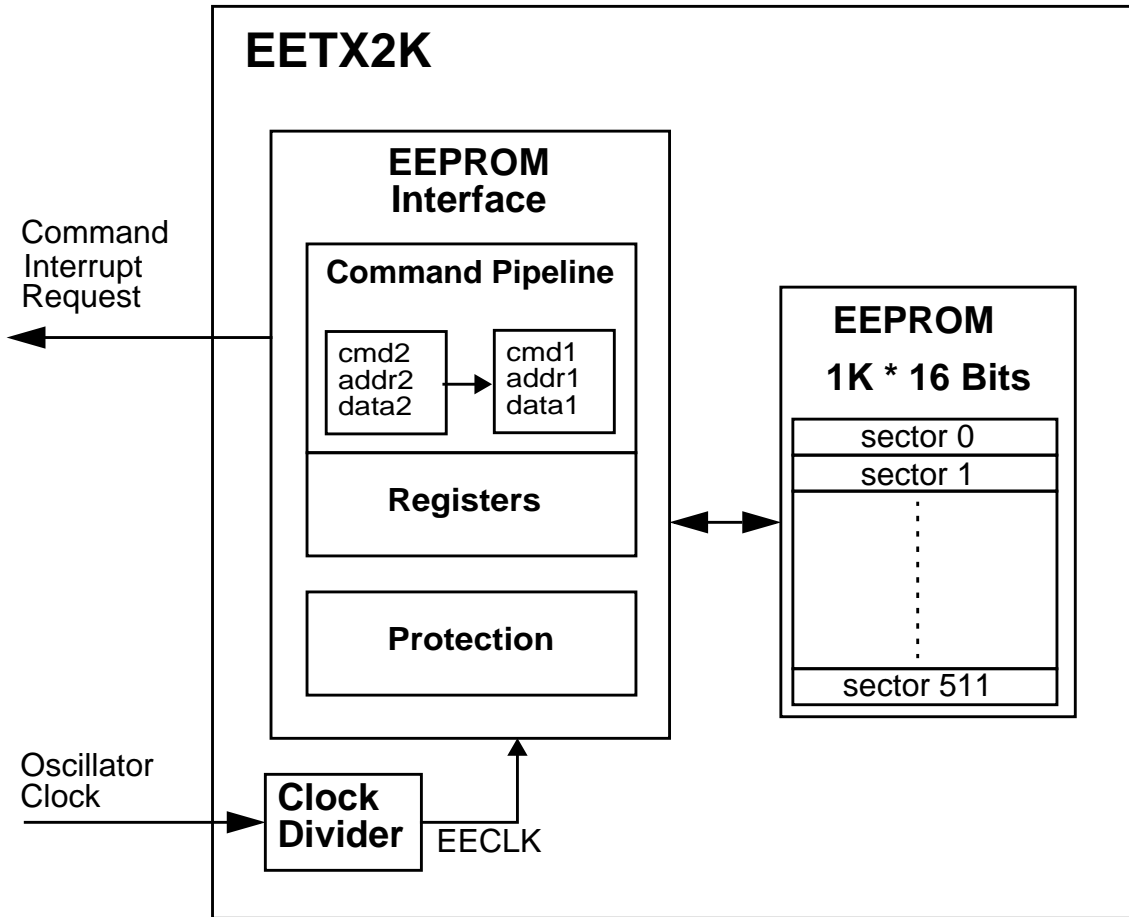 EETX2K
EEPROM
Interface
Command
Interrupt
Request
Command Pipeline
cmd2
addr2
data2
cmd1
addr1
data1
Registers
Protection
EEPROM
1K * 16 Bits
sector 0
sector 1
sector 511
Oscillator
Clock
Clock
Divider
EECLK